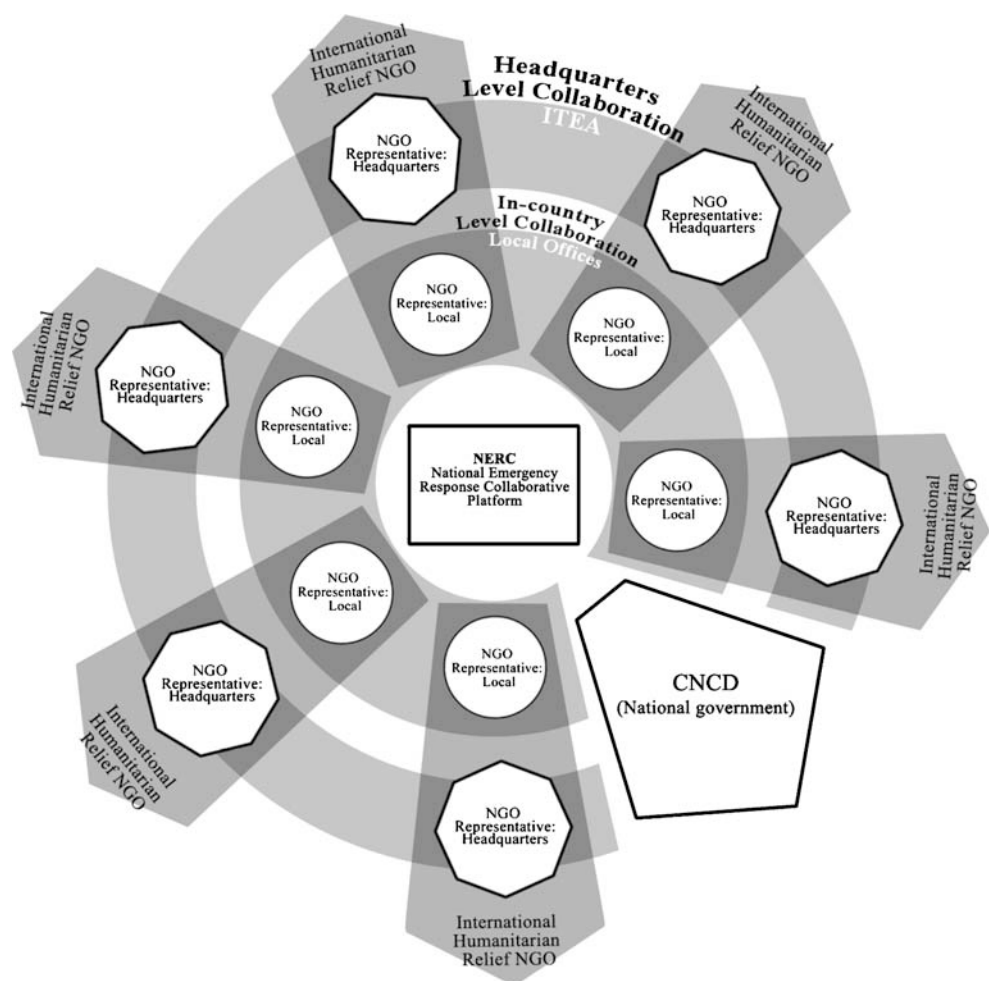 International
Humanitarian
Relief NGO
NGO
Representative:
Headquarters
Headquarters
Level Collaboration
ITEA
International
Humanitarian
Relief NGO
NGO
Representative:
Headquarters
In-country
Level Collaboration
Local Offices
NGO
Representative:
Local
NGO
Representative:
Local
International
Humanitarian
Relief NGO
NGO
Representative:
Headquarters
NGO
Representative:
Local
NERC
National Emergency
Response Collaborative
Platform
NGO
Representative:
Local
NGO
Representative:
Headquarters
International
Humanitarian
Relief NGO
NGO
Representative:
Local
International
Humanitarian
Relief NGO
NGO
Representative:
Headquarters
NGO
Representative:
Local
CNCD
(National government)
NGO
Representative:
Headquarters
International
Humanitarian
Relief NGO